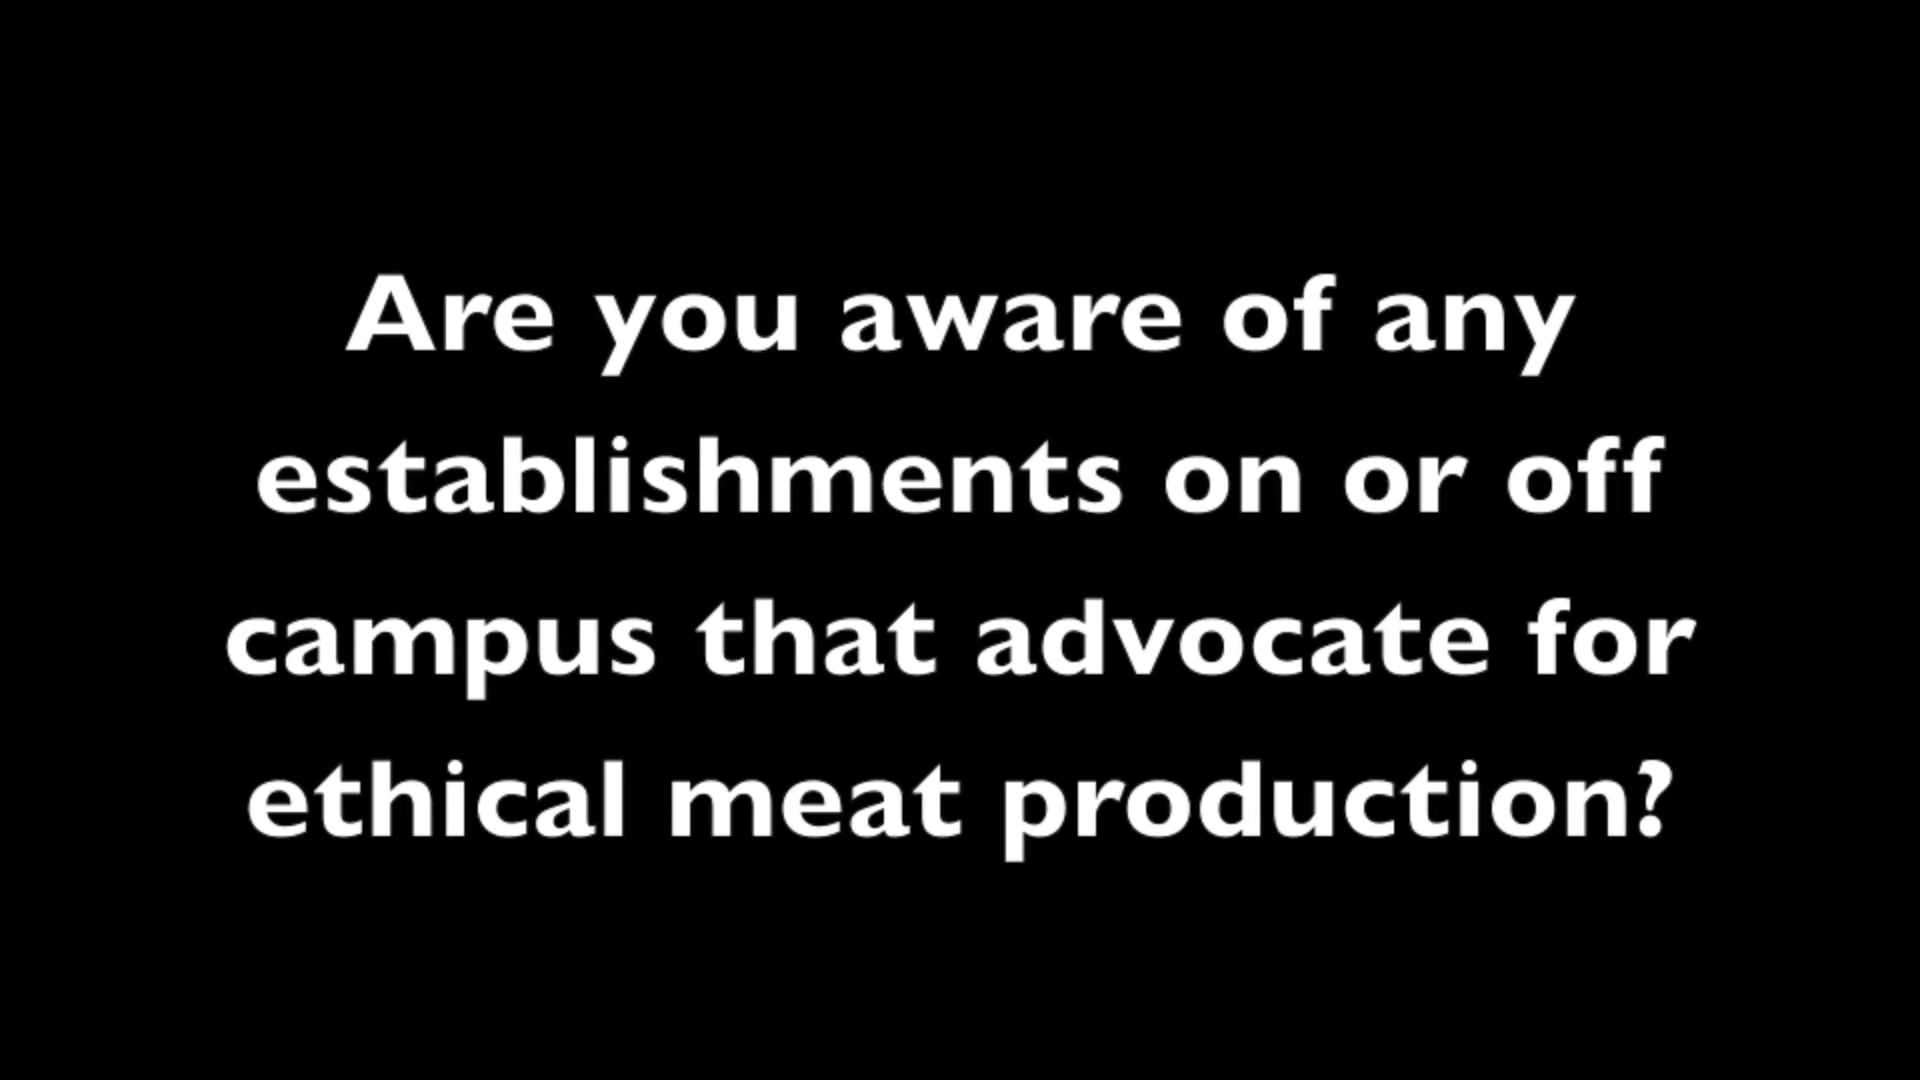 Are you aware of any
establishments on or off
campus that advocate for
ethical meat production?